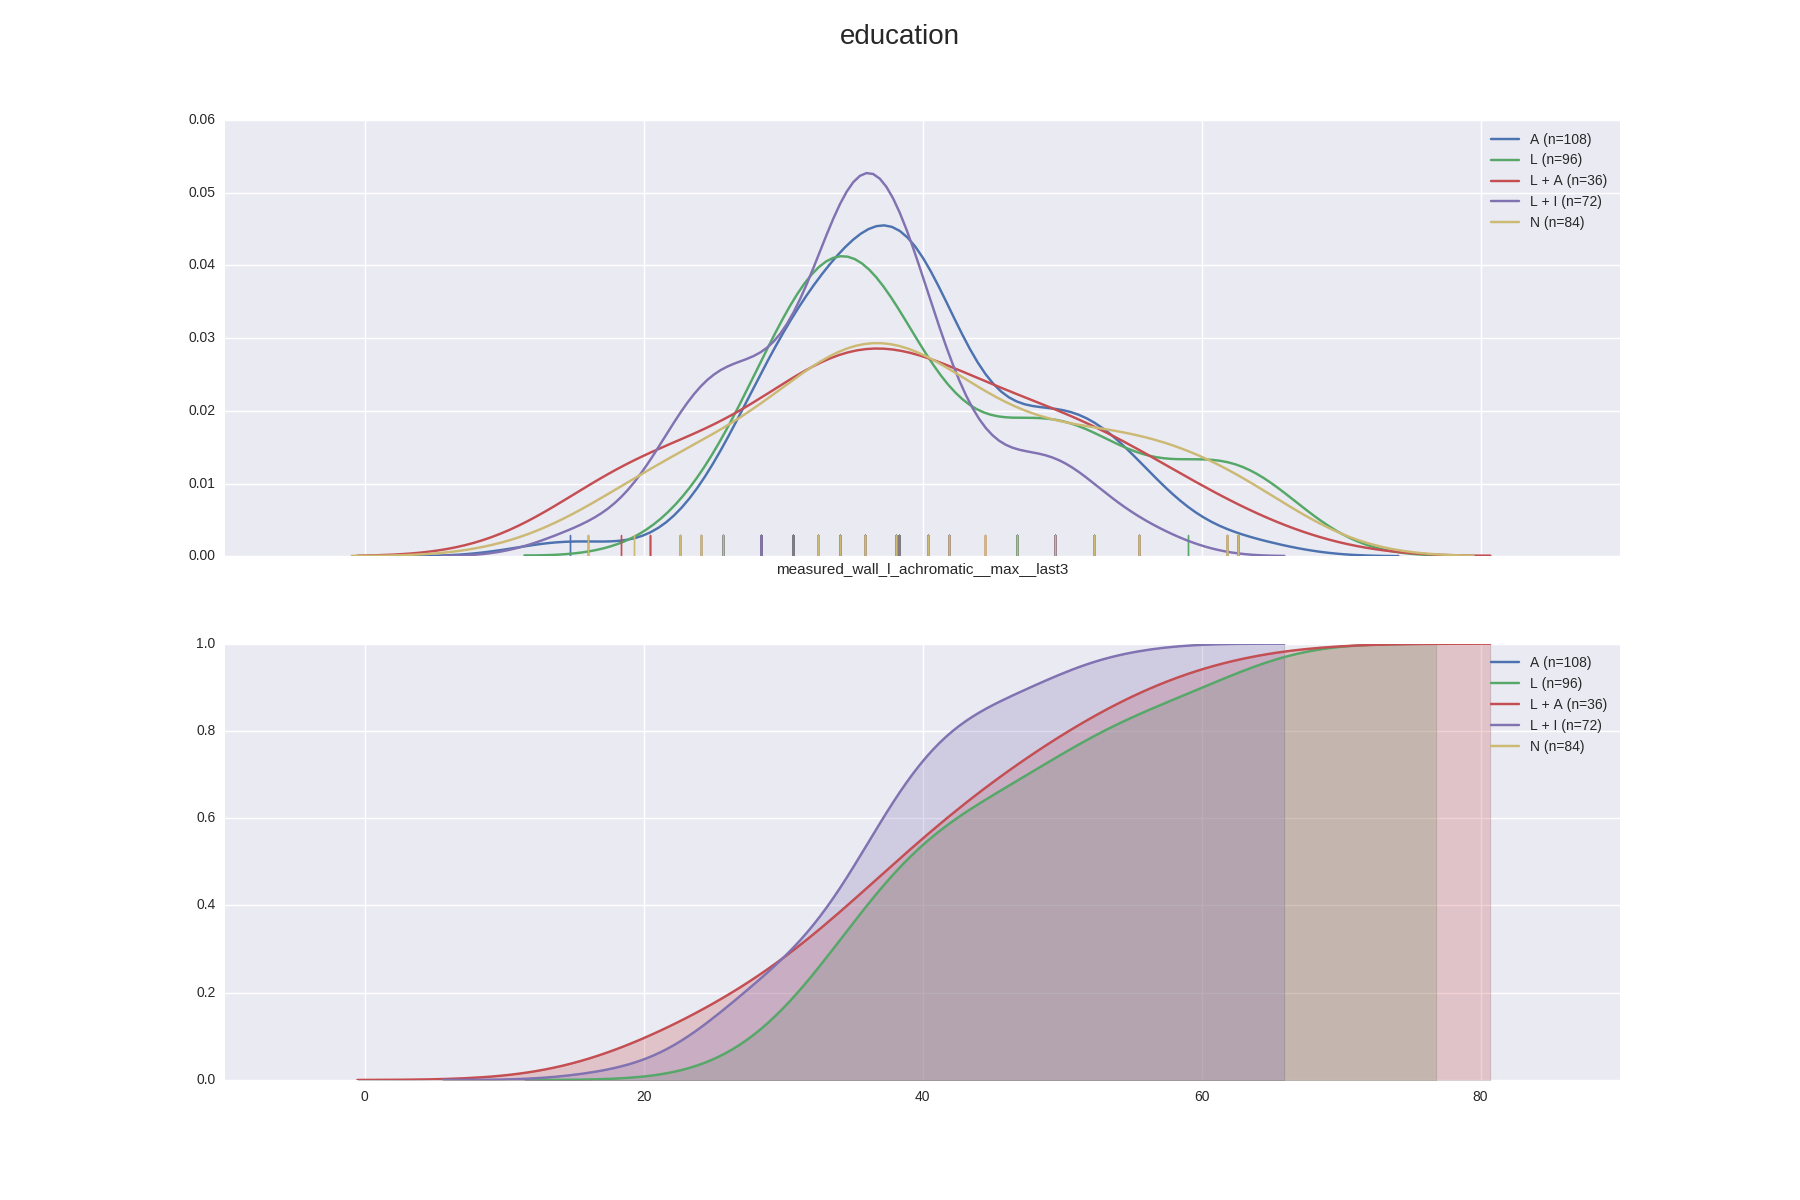 education
0.06
0.05
0.04
0.03
0.02
0.01
0.00
A (n=108)
L (n=96)
L + A (n=36)
L + I (n=72)
N (n=84)
measured_wall_l_achromatic__max__last3
1.0
0.8
0.6
0.4
0.2
0.0
A (n=108)
L (n=96)
L + A (n=36)
L + I (n=72)
N (n=84)
0 20 40 60 80